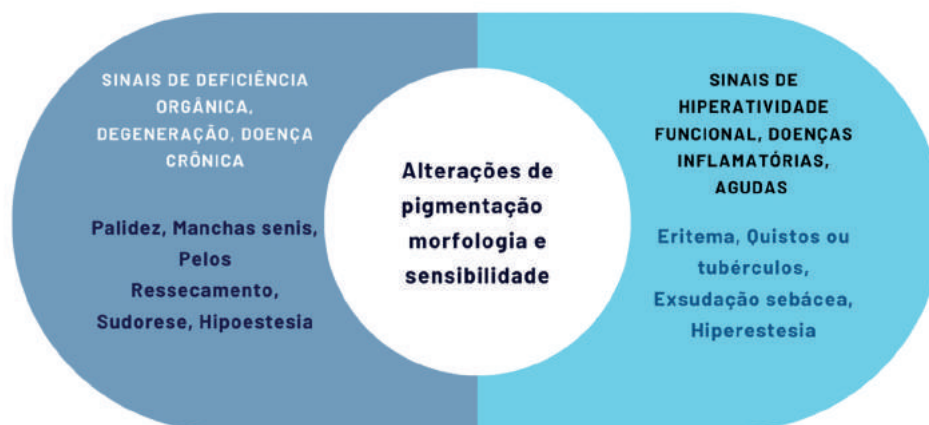 SINAIS DE DEFICIÊNCIA
ORGÂNICA,
DEGENERAÇÃO, DOENÇA
CRÔNICA
Palidez, Manchas senis,
Pelos
Ressecamento,
Sudorese, Hipoestesia
Alterações de
pigmentação
morfologia e
sensibilidade
SINAIS DE
HIPERATIVIDADE
FUNCIONAL, DOENÇAS
INFLAMATÓRIAS,
AGUDAS
Eritema, Quistos ou
tubérculos,
Exsudação sebácea,
Hiperestesia